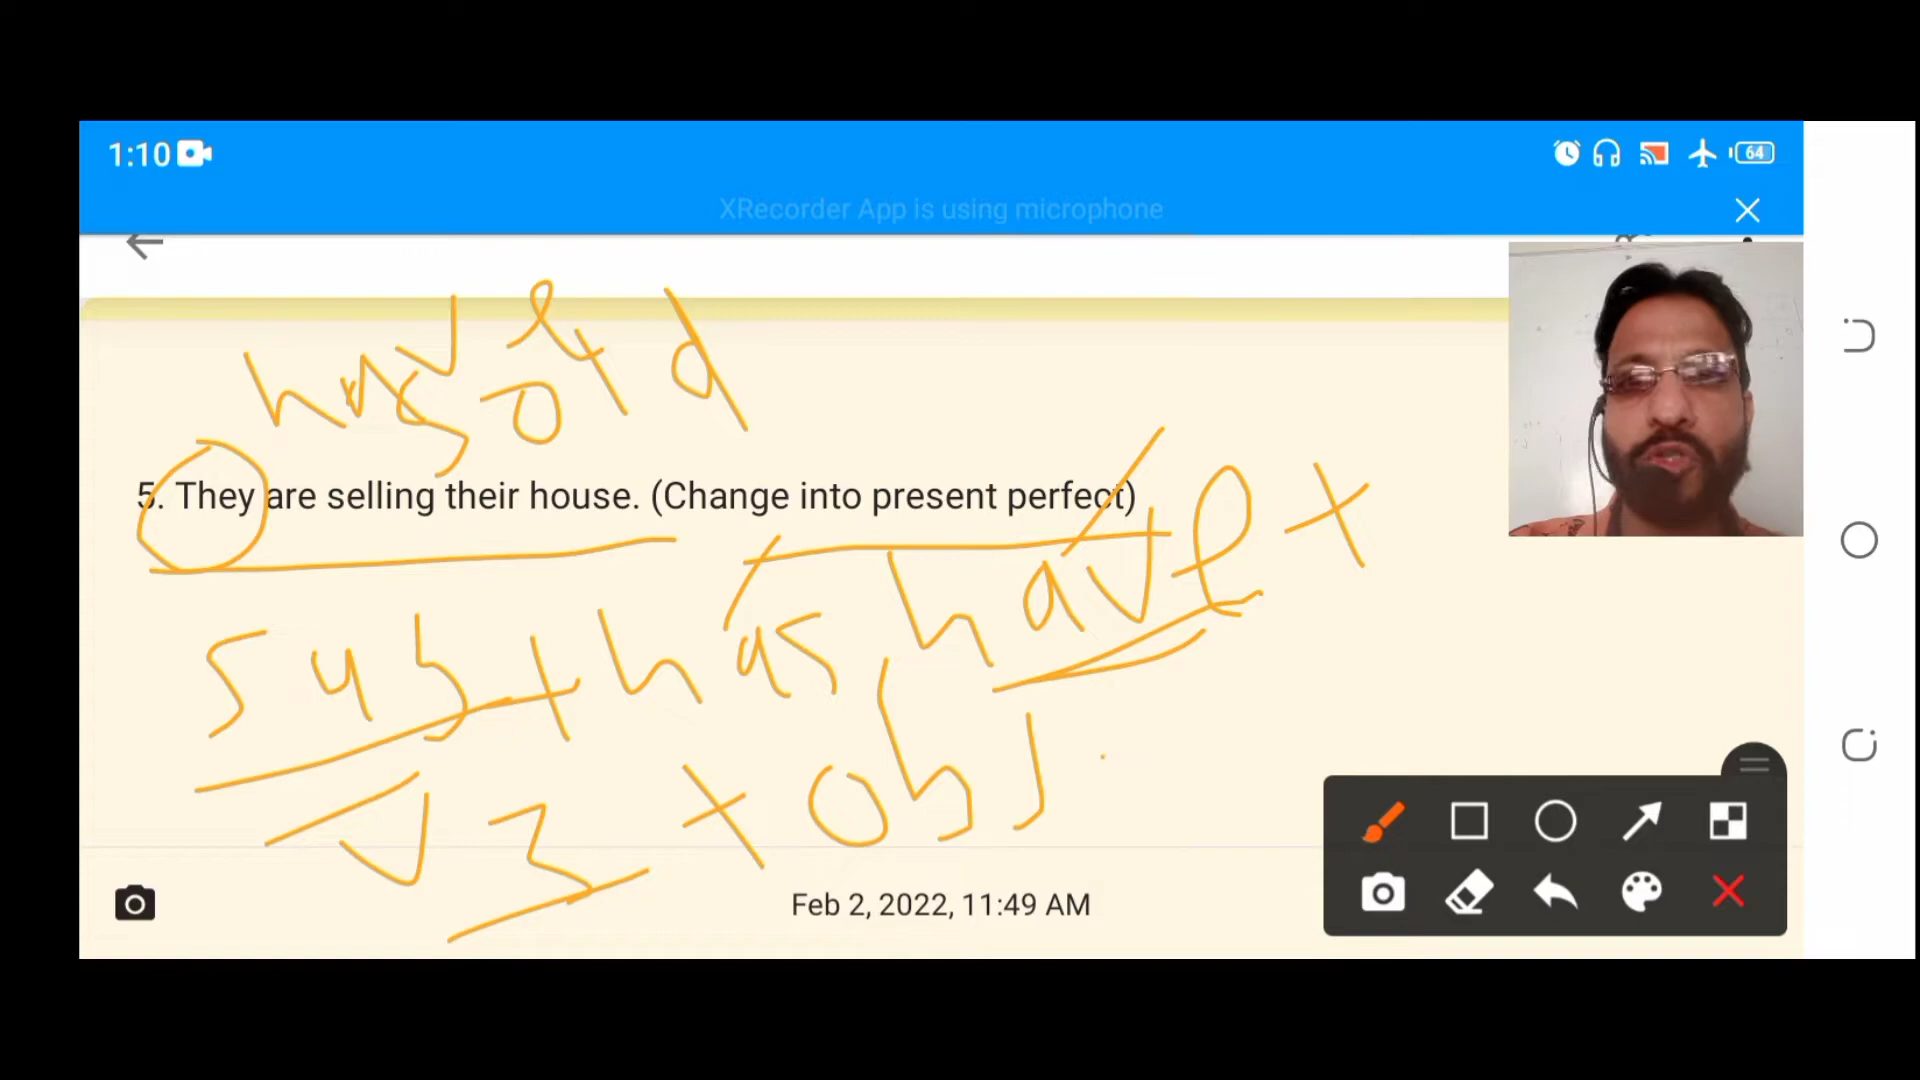 1:10
64
XRecorder App is using microphone
have
sold
5. They are selling their house. (Change into present perfect)
sub + has have +
V3 + obj
Feb 2, 2022, 11:49 AM